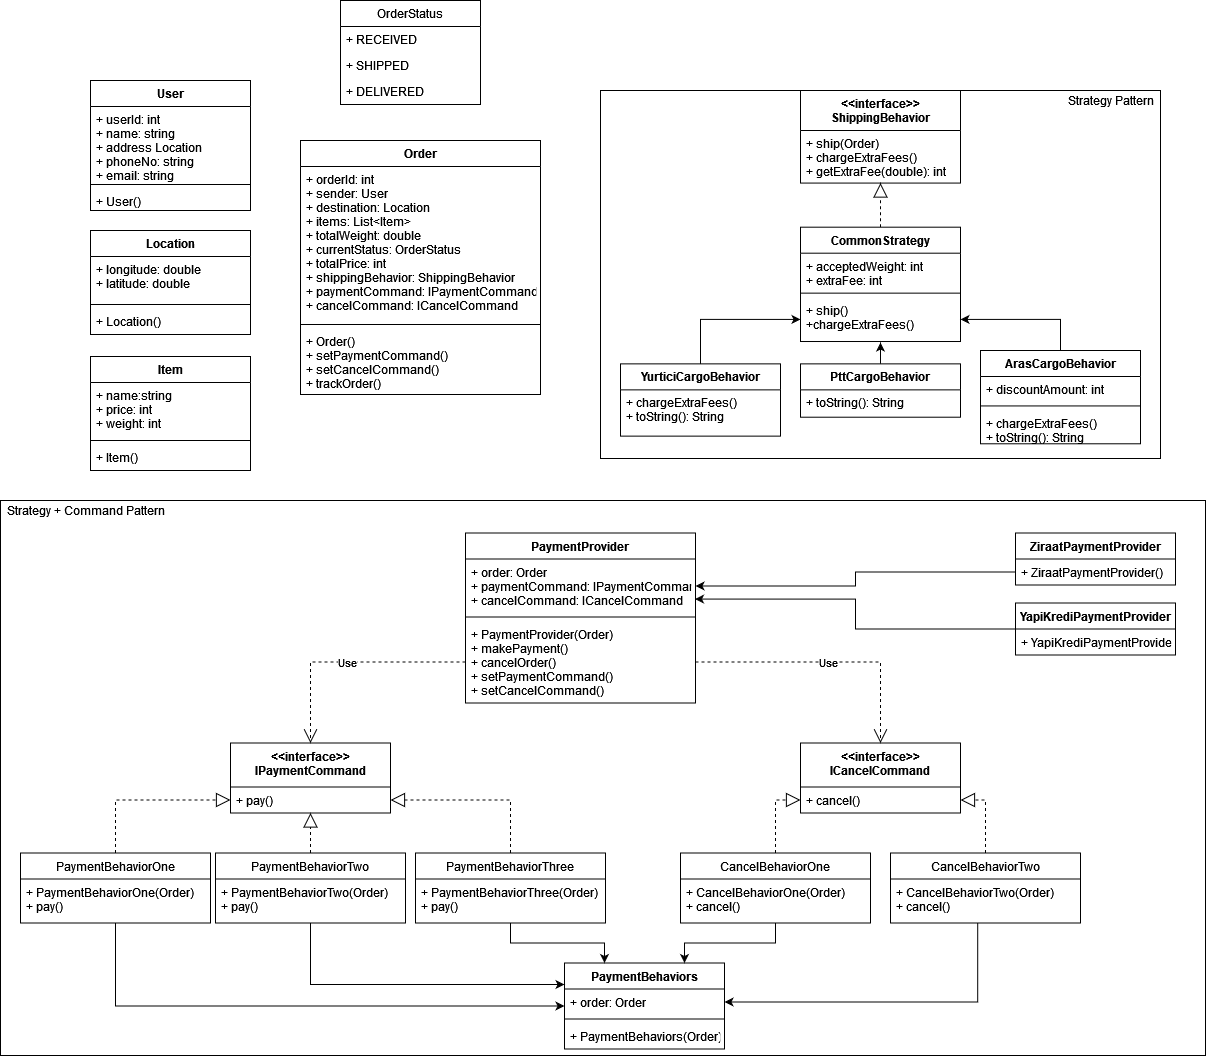 OrderStatus
+ RECEIVED
+ SHIPPED
+ DELIVERED
User
+ userId: int
+ name: string
+ address Location
+ phoneNo: string
+ email: string
+ User()
Location
+ longitude: double
+ latitude: double
+ Location()
Item
+ name:string
+ price: int
+ weight: int
+ Item()
Order
+ orderId: int
+ sender: User
+ destination: Location
+ items: List<Item>
+ totalWeight: double
+ currentStatus: OrderStatus
+ totalPrice: int
+ shippingBehavior: ShippingBehavior
+ paymentCommand: IPaymentCommand
+ cancelCommand: ICancelCommand
+ Order()
+ setPaymentCommand()
+ setCancelCommand()
+ trackOrder()
Strategy Pattern
<<interface>>
ShippingBehavior
+ ship(Order)
+ chargeExtraFees()
+ getExtraFee(double): int
CommonStrategy
+ acceptedWeight: int
+ extraFee: int
+ ship()
+chargeExtraFees()
YurticiCargoBehavior
+ chargeExtraFees()
+ toString(): String
PttCargoBehavior
+ toString(): String
ArasCargoBehavior
+ discountAmount: int
+ chargeExtraFees()
+ toString(): String
Strategy + Command Pattern
PaymentProvider
+ order: Order
+ paymentCommand: IPaymentComman
+ cancelCommand: ICancelCommand
+ PaymentProvider(Order)
+ makePayment()
+ cancelOrder()
+ setPaymentCommand()
+ setCancelCommand()
ZiraatPaymentProvider
+ ZiraatPaymentProvider()
YapiKrediPaymentProvider
+ YapiKrediPaymentProvide
Use
Use
<<interface>>
IPaymentCommand
+ pay()
<<interface>>
ICancelCommand
+ cancel()
PaymentBehaviorOne
+ PaymentBehaviorOne(Order)
+ pay()
PaymentBehaviorTwo
+ PaymentBehaviorTwo(Order)
+ pay()
PaymentBehaviorThree
+ PaymentBehaviorThree(Order)
+ pay()
CancelBehaviorOne
+ CancelBehaviorOne(Order)
+ cancel()
CancelBehaviorTwo
+ CancelBehaviorTwo(Order)
+ cancel()
PaymentBehaviors
+ order: Order
+ PaymentBehaviors(Order)